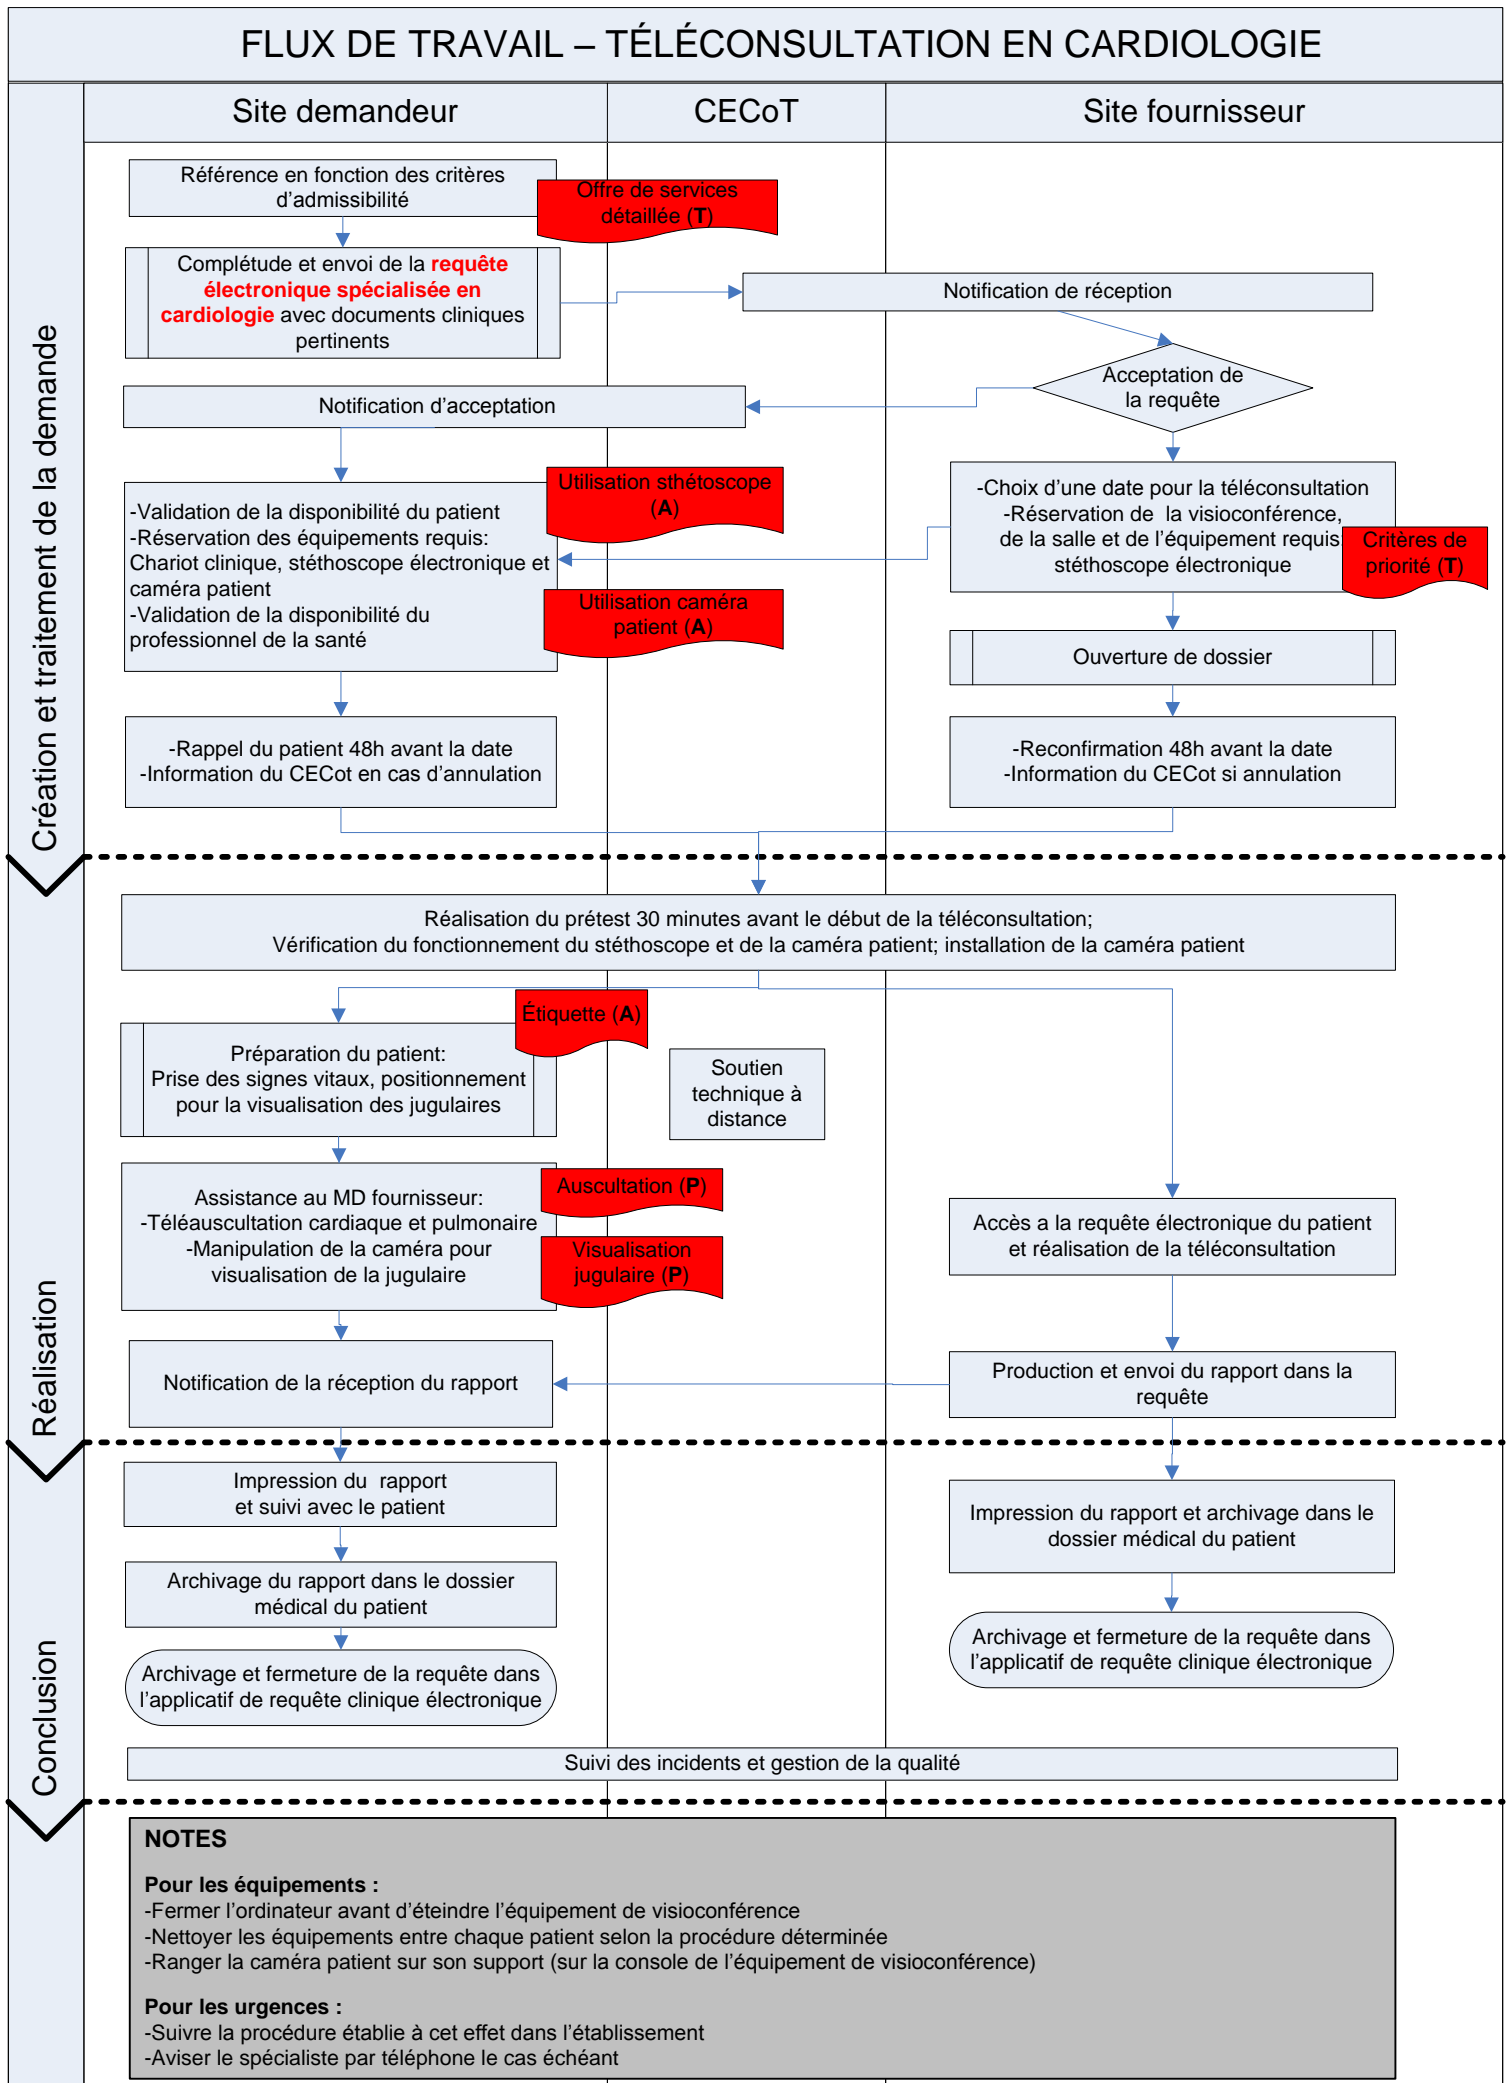 FLUX DE TRAVAIL – TÉLÉCONSULTATION EN CARDIOLOGIE
Site demandeur
CECoT
Site fournisseur
Création et traitement de la demande
Référence en fonction des critères
d’admissibilité
Offre de services
détaillée (T)
Complétude et envoi de la requête
électronique spécialisée en
cardiologie avec documents cliniques
pertinents
Notification de réception
Acceptation de
la requête
Notification d’acceptation
Utilisation sthétoscope
(A)
-Validation de la disponibilité du patient
-Réservation des équipements requis:
Chariot clinique, stéthoscope électronique et
caméra patient
-Validation de la disponibilité du
professionnel de la santé
Utilisation caméra
patient (A)
-Choix d’une date pour la téléconsultation
-Réservation de  la visioconférence,
de la salle et de l’équipement requis:
stéthoscope électronique
Critères de
priorité (T)
Ouverture de dossier
-Rappel du patient 48h avant la date
-Information du CECot en cas d’annulation
-Reconfirmation 48h avant la date
-Information du CECot si annulation
Réalisation
Réalisation du prétest 30 minutes avant le début de la téléconsultation;
Vérification du fonctionnement du stéthoscope et de la caméra patient; installation de la caméra patient
Étiquette (A)
Préparation du patient:
Prise des signes vitaux, positionnement
pour la visualisation des jugulaires
Soutien
technique à
distance
Assistance au MD fournisseur:
-Téléauscultation cardiaque et pulmonaire
-Manipulation de la caméra pour
visualisation de la jugulaire
Auscultation (P)
Visualisation
jugulaire (P)
Accès a la requête électronique du patient
et réalisation de la téléconsultation
Notification de la réception du rapport
Production et envoi du rapport dans la
requête
Conclusion
Impression du  rapport
et suivi avec le patient
Impression du rapport et archivage dans le
dossier médical du patient
Archivage du rapport dans le dossier
médical du patient
Archivage et fermeture de la requête dans
l’applicatif de requête clinique électronique
Archivage et fermeture de la requête dans
l’applicatif de requête clinique électronique
Suivi des incidents et gestion de la qualité
NOTES
Pour les équipements :
-Fermer l’ordinateur avant d’éteindre l’équipement de visioconférence
-Nettoyer les équipements entre chaque patient selon la procédure déterminée
-Ranger la caméra patient sur son support (sur la console de l’équipement de visioconférence)
Pour les urgences :
-Suivre la procédure établie à cet effet dans l’établissement
-Aviser le spécialiste par téléphone le cas échéant